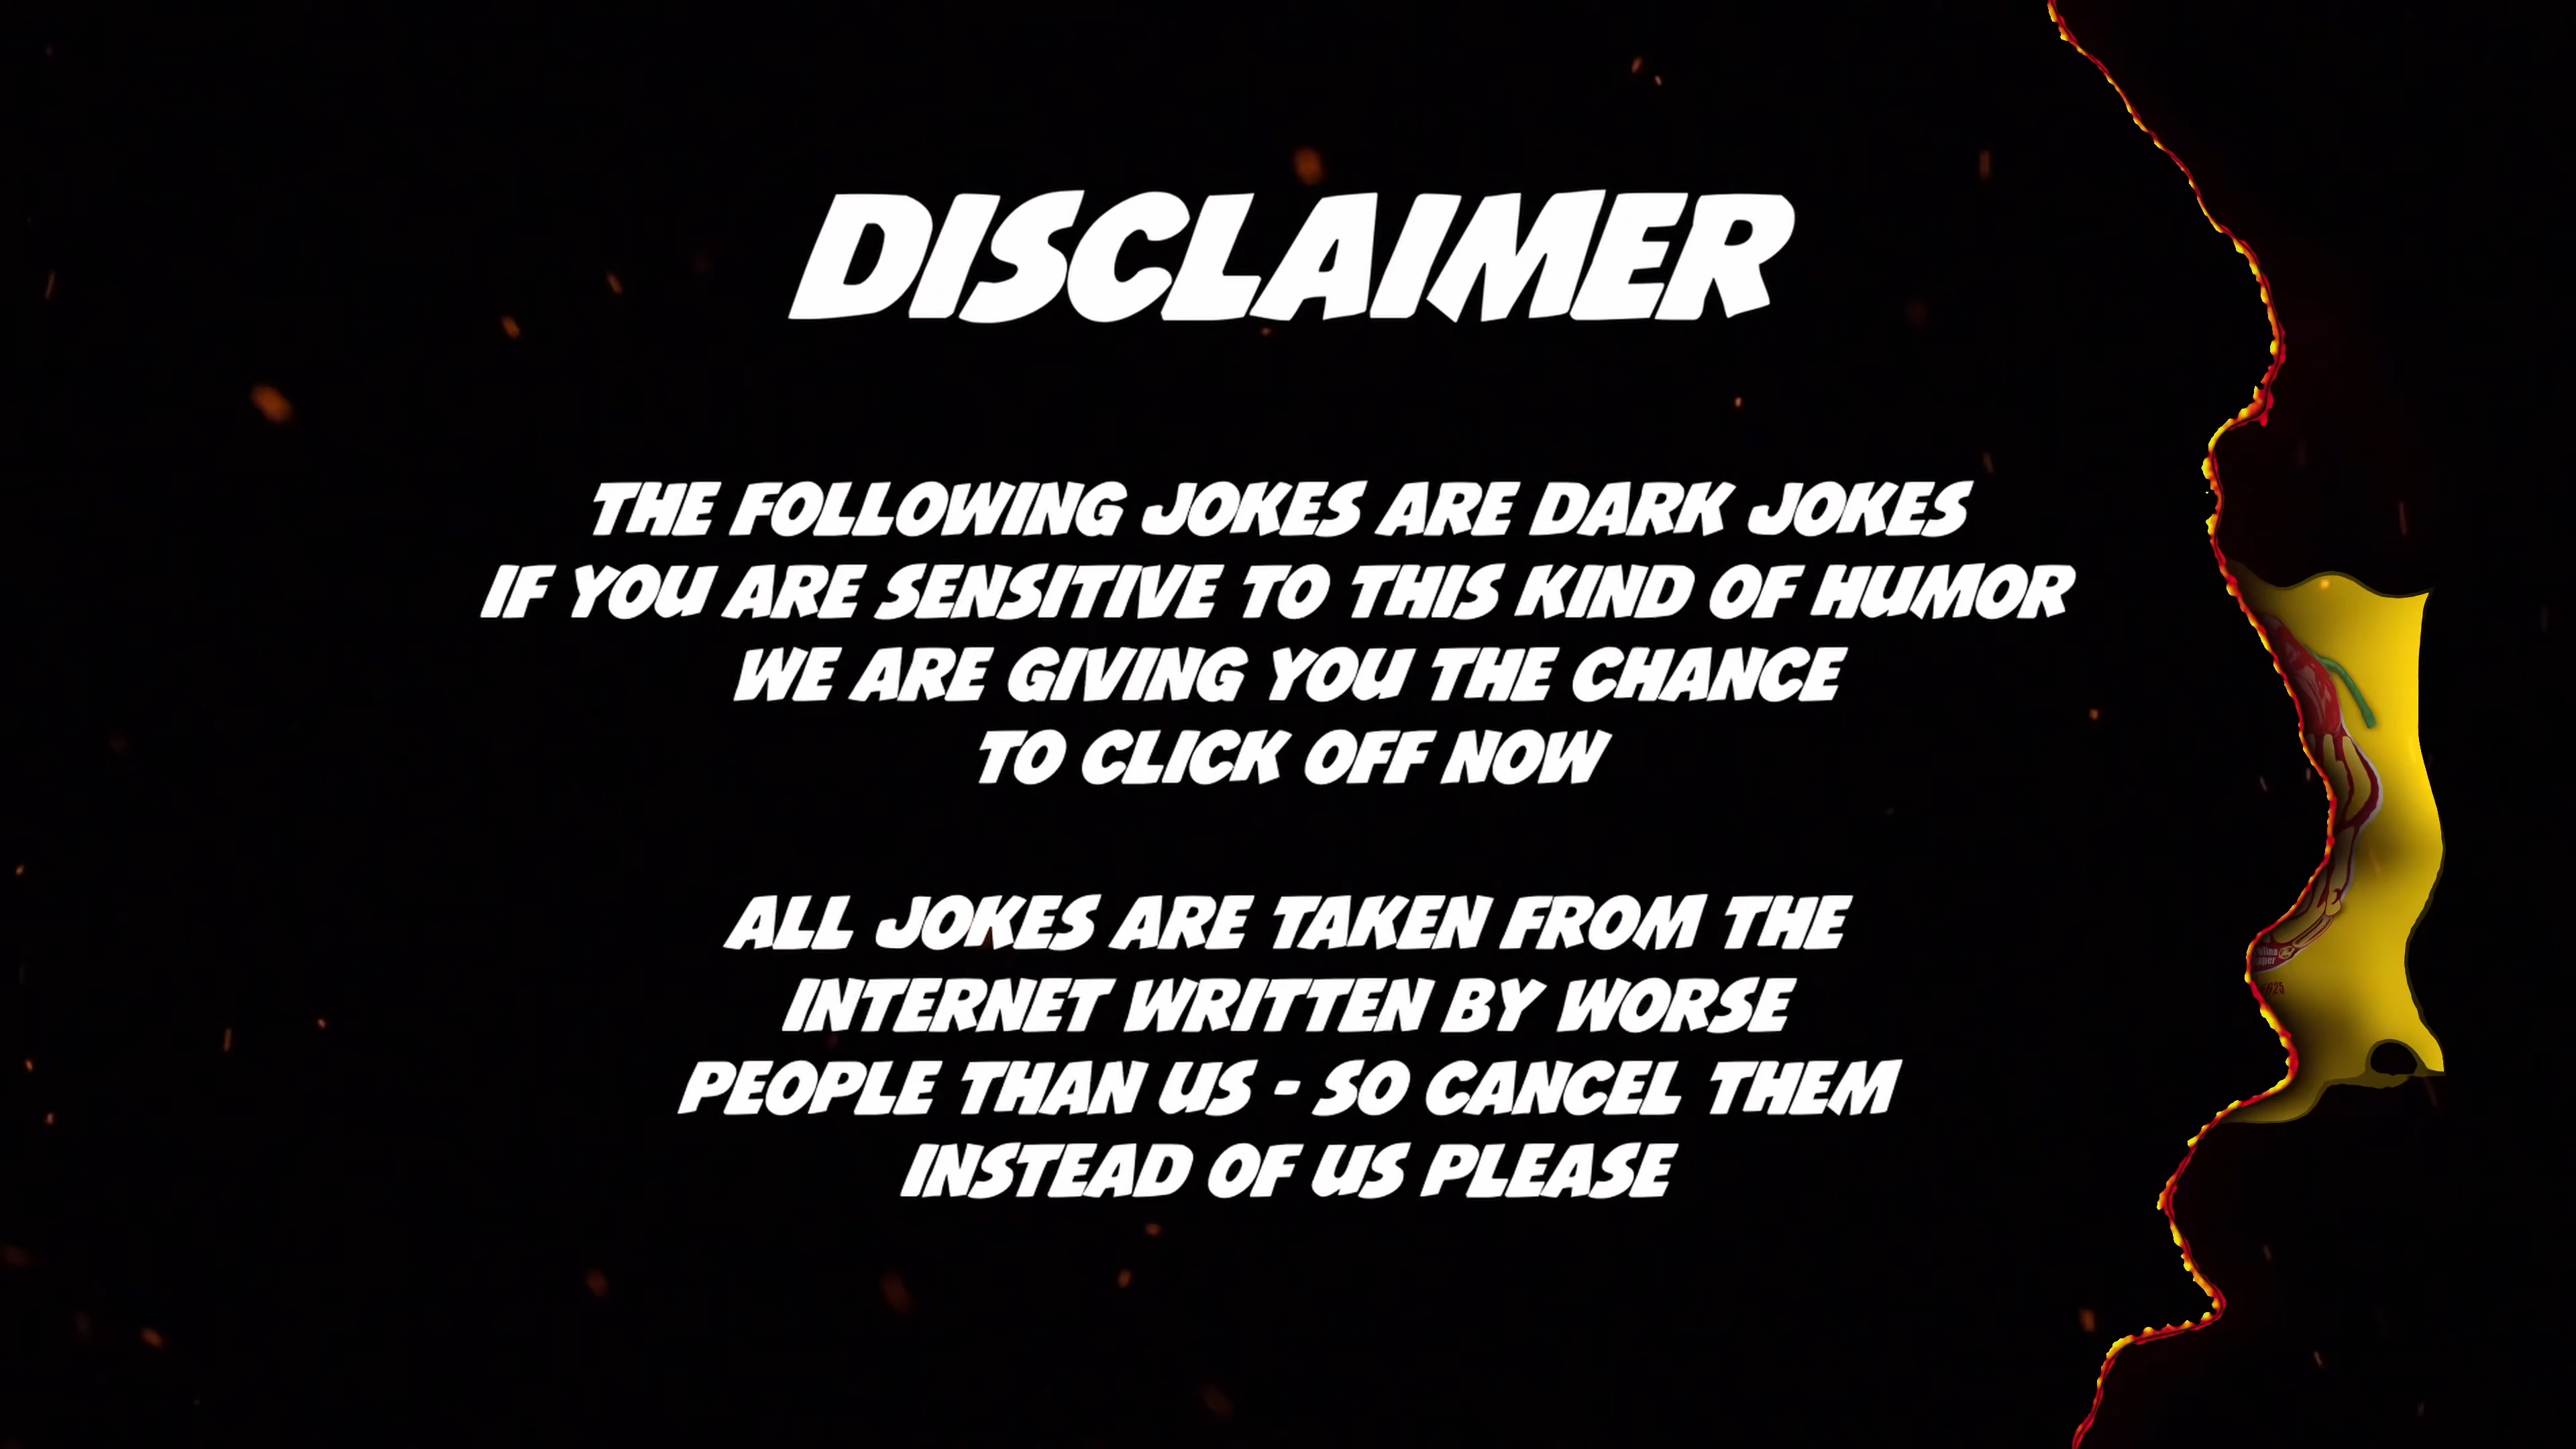 DISCLAIMER
THE FOLLOWING JOKES ARE DARK JOKES
IF YOU ARE SENSITIVE TO THIS KIND OF HUMOR
WE ARE GIVING YOU THE CHANCE
TO CLICK OFF NOW
ALL JOKES ARE TAKEN FROM THE
INTERNET WRITTEN BY WORSE
PEOPLE THAN US - SO CANCEL THEM
INSTEAD OF US PLEASE